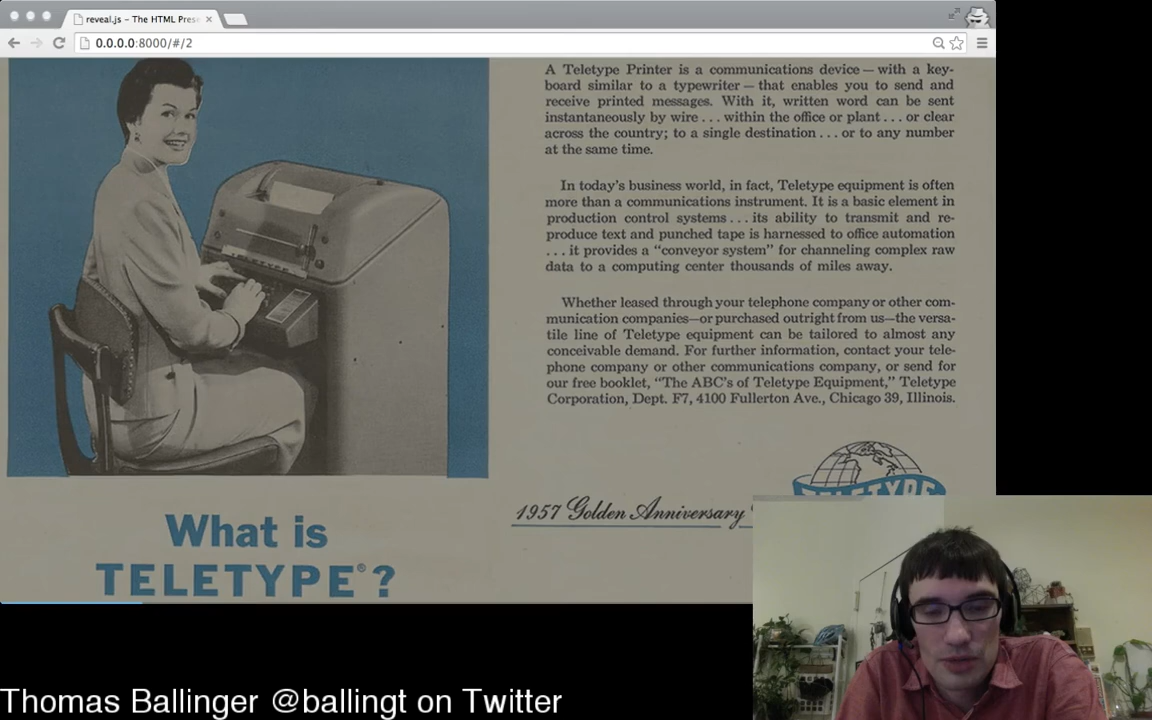 reveal.js – The HTML Pres
0.0.0.0:8000/#/2
A Teletype Printer is a communications device — with a key-
board similar to a typewriter — that enables you to send and
receive printed messages. With it, written word can be sent
instantaneously by wire . . . within the office or plant . . . or clear
across the country; to a single destination . . . or to any number
at the same time.
In today's business world, in fact, Teletype equipment is often
more than a communications instrument. It is a basic element in
production control systems . . . its ability to transmit and re-
produce text and punched tape is harnessed to office automation
. . . it provides a “conveyor system” for channeling complex raw
data to a computing center thousands of miles away.
Whether leased through your telephone company or other com-
munication companies—or purchased outright from us—the versa-
tile line of Teletype equipment can be tailored to almost any
conceivable demand. For further information, contact your tele-
phone company or other communications company, or send for
our free booklet, “The ABC's of Teletype Equipment,” Teletype
Corporation, Dept. F7, 4100 Fullerton Ave., Chicago 39, Illinois.
TELETYPE
TELETYPE
1957 Golden Anniversary
What is
TELETYPE®?
Thomas Ballinger @ballingt on Twitter